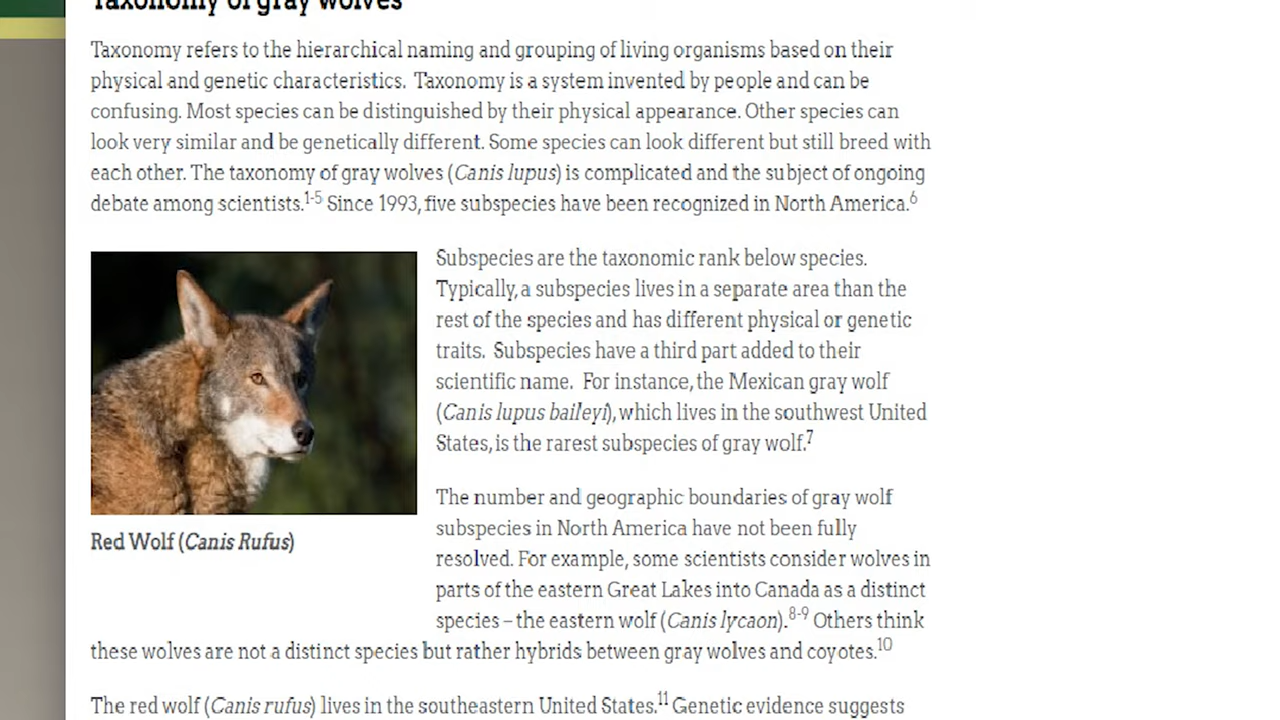 Taxonomy of gray wolves
Taxonomy refers to the hierarchical naming and grouping of living organisms based on their
physical and genetic characteristics. Taxonomy is a system invented by people and can be
confusing. Most species can be distinguished by their physical appearance. Other species can
look very similar and be genetically different. Some species can look different but still breed with
each other. The taxonomy of gray wolves (Canis lupus) is complicated and the subject of ongoing
debate among scientists.1-5 Since 1993, five subspecies have been recognized in North America.6
Subspecies are the taxonomic rank below species.
Typically, a subspecies lives in a separate area than the
rest of the species and has different physical or genetic
traits. Subspecies have a third part added to their
scientific name. For instance, the Mexican gray wolf
(Canis lupus baileyi), which lives in the southwest United
States, is the rarest subspecies of gray wolf.7
Red Wolf (Canis Rufus)
The number and geographic boundaries of gray wolf
subspecies in North America have not been fully
resolved. For example, some scientists consider wolves in
parts of the eastern Great Lakes into Canada as a distinct
species – the eastern wolf (Canis lycaon).8-9 Others think
these wolves are not a distinct species but rather hybrids between gray wolves and coyotes.10
The red wolf (Canis rufus) lives in the southeastern United States.11 Genetic evidence suggests